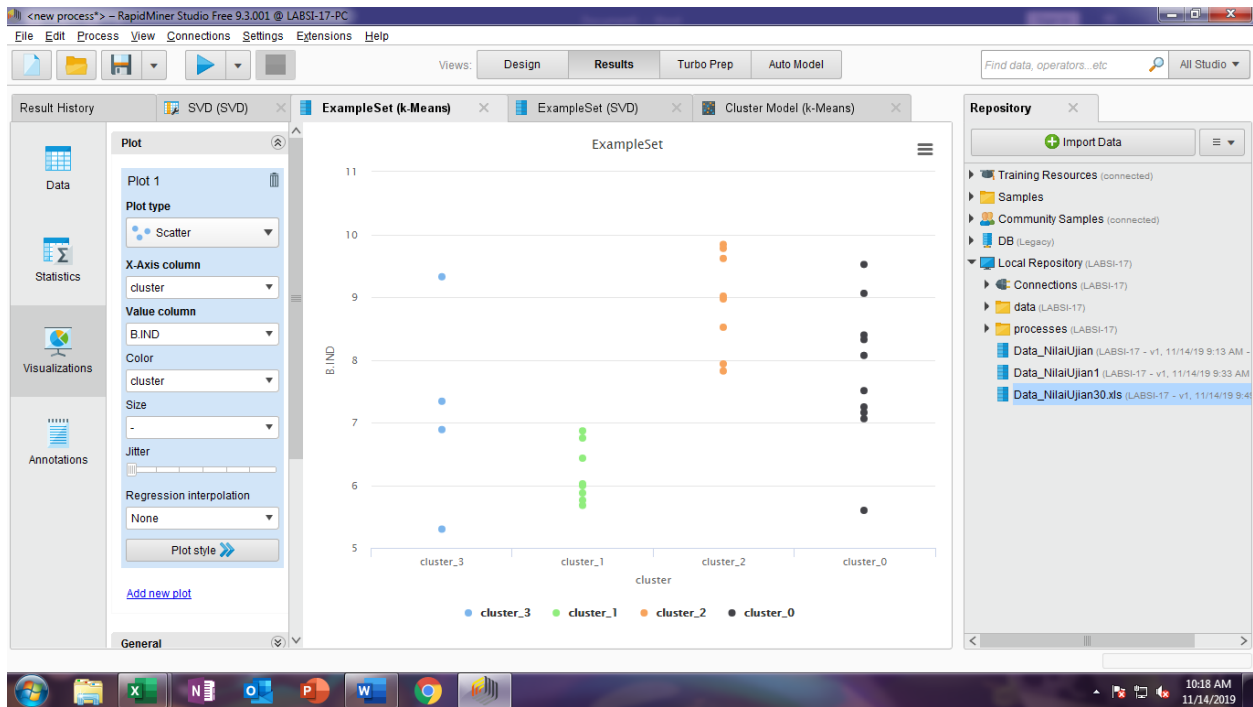 <new process*> – RapidMiner Studio Free 9.3.001 @ LABSI-17-PC
File Edit Process View Connections Settings Extensions Help
Views: Design Results Turbo Prep Auto Model
Find data, operators...etc
All Studio
Result History
SVD (SVD)
ExampleSet (k-Means)
ExampleSet (SVD)
Cluster Model (k-Means)
Repository
Data
Statistics
Visualizations
Annotations
Plot
Plot 1
Plot type
Scatter
X-Axis column
cluster
Value column
B.IND
Color
cluster
Size
-
Jitter
Regression interpolation
None
Plot style
Add new plot
General
ExampleSet
11
10
9
8
7
6
5
B.IND
cluster_3 cluster_1 cluster_2 cluster_0
cluster
cluster_3 cluster_1 cluster_2 cluster_0
Import Data
Training Resources (connected)
Samples
Community Samples (connected)
DB (Legacy)
Local Repository (LABSI-17)
Connections (LABSI-17)
data (LABSI-17)
processes (LABSI-17)
Data_NilaiUjian (LABSI-17 - v1, 11/14/19 9:13 AM -
Data_NilaiUjian1 (LABSI-17 - v1, 11/14/19 9:33 AM
Data_NilaiUjian30.xls (LABSI-17 - v1, 11/14/19 9:4
10:18 AM
11/14/2019